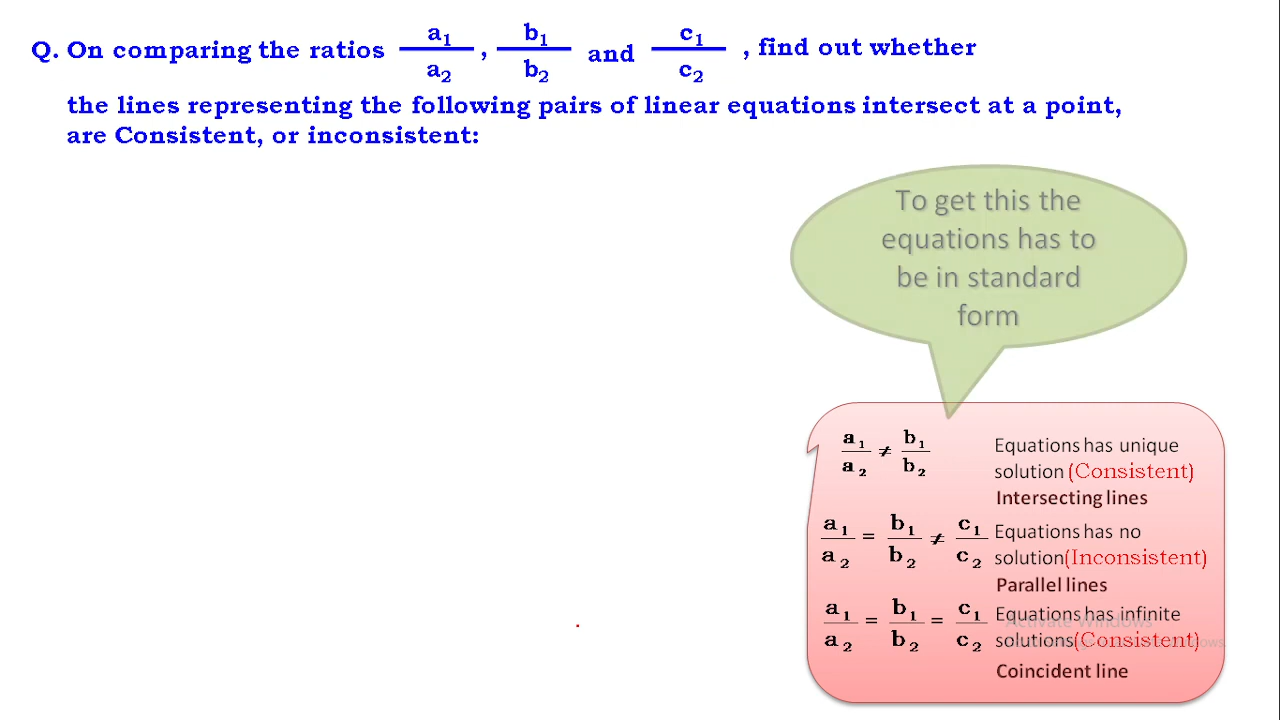 Q. On comparing the ratios a1/a2 , b1/b2 and c1/c2 , find out whether
the lines representing the following pairs of linear equations intersect at a point,
are Consistent, or inconsistent:
To get this the
equations has to
be in standard
form
a1/a2 ≠ b1/b2 Equations has unique
solution (Consistent)
Intersecting lines
a1/a2 = b1/b2 ≠ c1/c2 Equations has no
solution(Inconsistent)
Parallel lines
a1/a2 = b1/b2 = c1/c2 Equations has infinite
solutions(Consistent)
Coincident line
Activate Windows